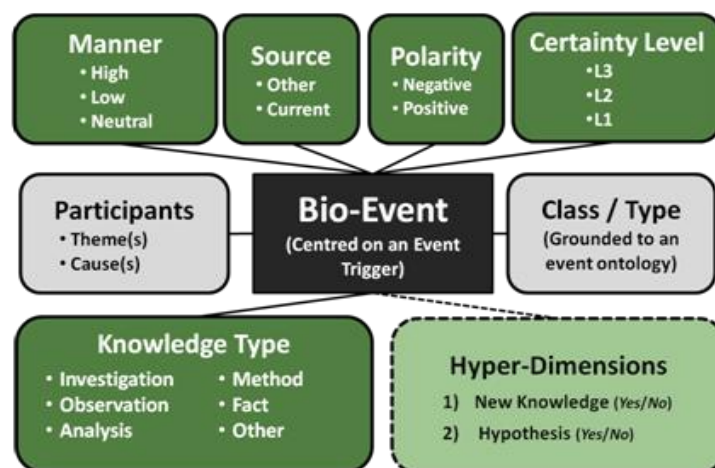 Manner
• High
• Low
• Neutral
Source
• Other
• Current
Polarity
• Negative
• Positive
Certainty Level
• L3
• L2
• L1
Participants
• Theme(s)
• Cause(s)
Bio-Event
(Centred on an Event
Trigger)
Class / Type
(Grounded to an
event ontology)
Knowledge Type
• Investigation
• Observation
• Analysis
• Method
• Fact
• Other
Hyper-Dimensions
1) New Knowledge (Yes/No)
2) Hypothesis (Yes/No)